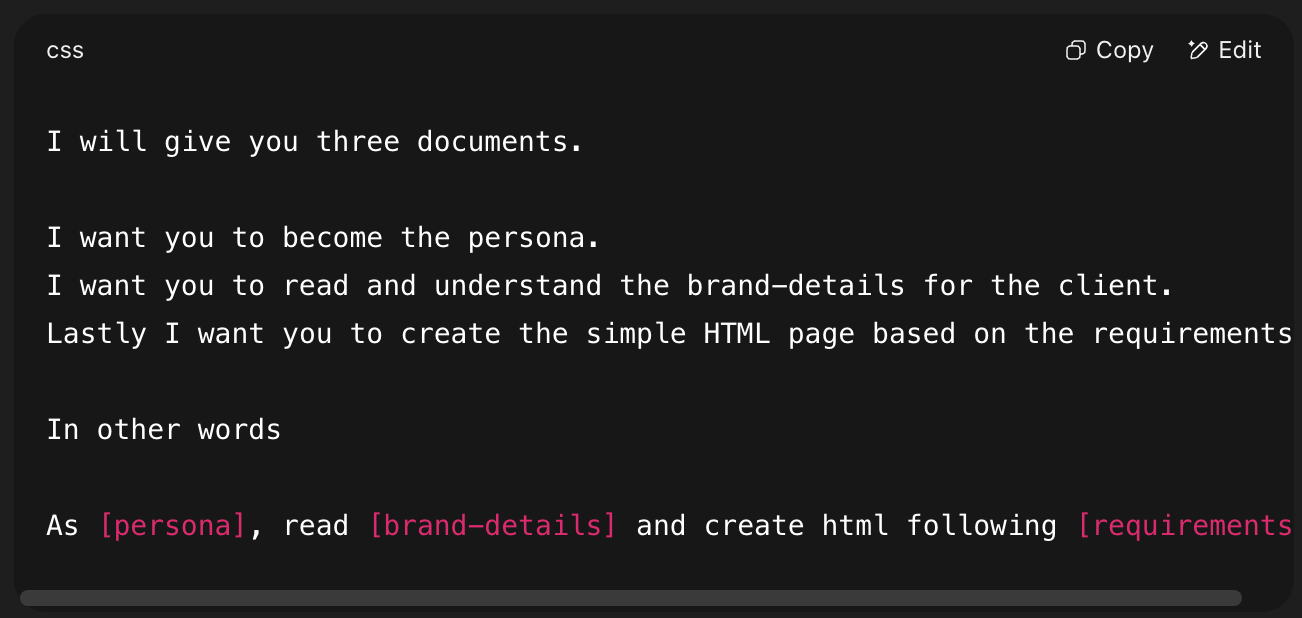 css
Copy
Edit
I will give you three documents.
I want you to become the persona.
I want you to read and understand the brand-details for the client.
Lastly I want you to create the simple HTML page based on the requirements
In other words
As [persona], read [brand-details] and create html following [requirements